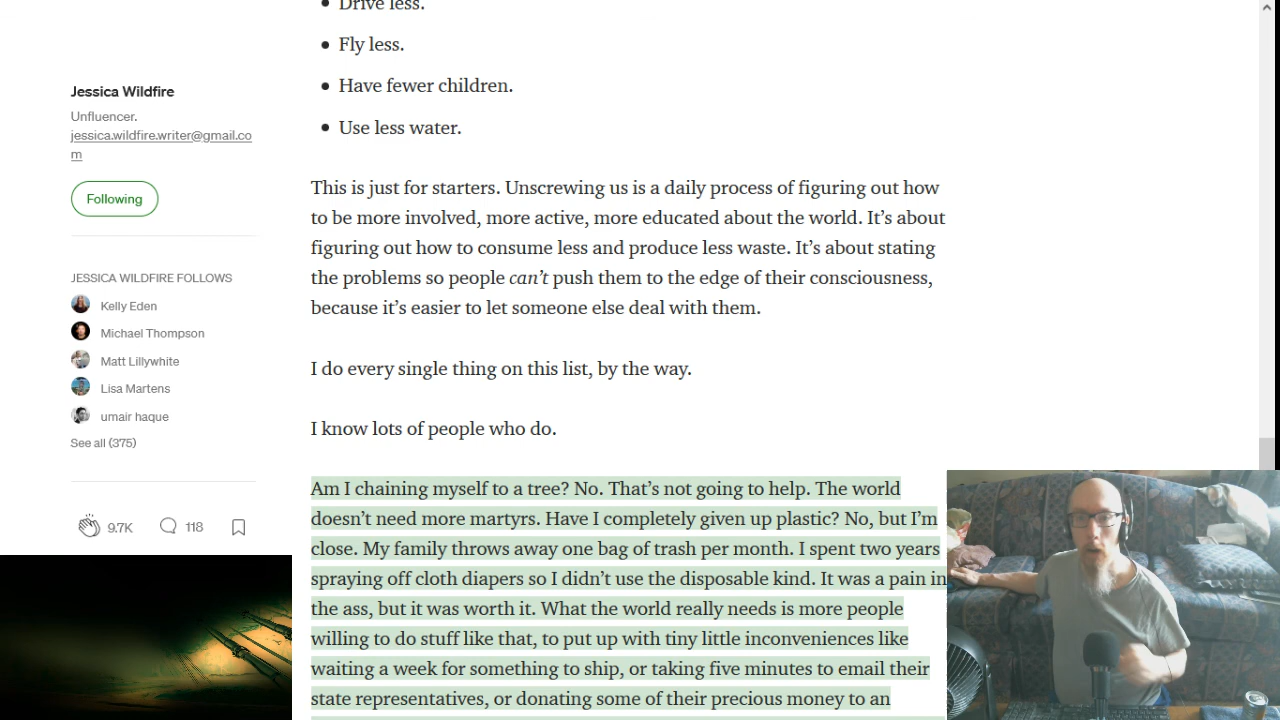 Drive less.
Fly less.
Have fewer children.
Use less water.
Jessica Wildfire
Unfluencer.
jessica.wildfire.writer@gmail.co
m
Following
JESSICA WILDFIRE FOLLOWS
Kelly Eden
Michael Thompson
Matt Lillywhite
Lisa Martens
umair haque
See all (375)
9.7K
118
This is just for starters. Unscrewing us is a daily process of figuring out how
to be more involved, more active, more educated about the world. It’s about
figuring out how to consume less and produce less waste. It’s about stating
the problems so people can’t push them to the edge of their consciousness,
because it’s easier to let someone else deal with them.
I do every single thing on this list, by the way.
I know lots of people who do.
Am I chaining myself to a tree? No. That’s not going to help. The world
doesn’t need more martyrs. Have I completely given up plastic? No, but I’m
close. My family throws away one bag of trash per month. I spent two years
spraying off cloth diapers so I didn’t use the disposable kind. It was a pain in
the ass, but it was worth it. What the world really needs is more people
willing to do stuff like that, to put up with tiny little inconveniences like
waiting a week for something to ship, or taking five minutes to email their
state representatives, or donating some of their precious money to an